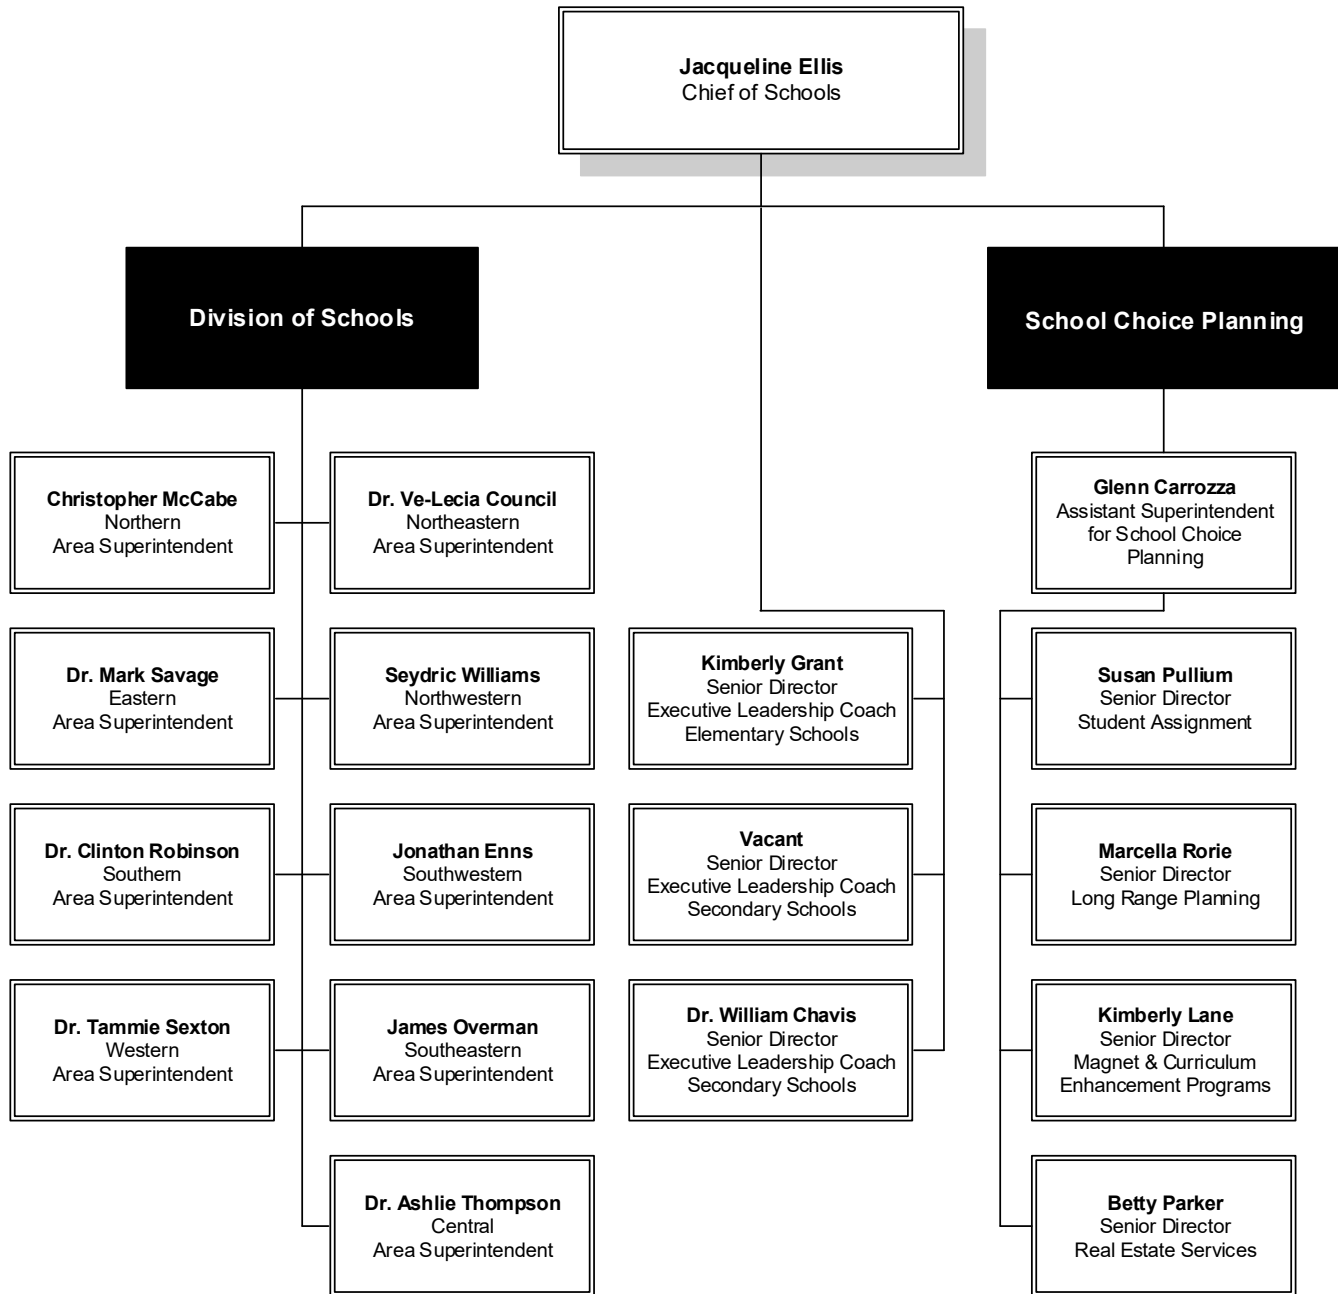 Jacqueline Ellis
Chief of Schools
Division of Schools
School Choice Planning
Christopher McCabe
Northern
Area Superintendent
Dr. Ve-Lecia Council
Northeastern
Area Superintendent
Glenn Carrozza
Assistant Superintendent
for School Choice
Planning
Dr. Mark Savage
Eastern
Area Superintendent
Seydric Williams
Northwestern
Area Superintendent
Kimberly Grant
Senior Director
Executive Leadership Coach
Elementary Schools
Susan Pullium
Senior Director
Student Assignment
Dr. Clinton Robinson
Southern
Area Superintendent
Jonathan Enns
Southwestern
Area Superintendent
Vacant
Senior Director
Executive Leadership Coach
Secondary Schools
Marcella Rorie
Senior Director
Long Range Planning
Dr. Tammie Sexton
Western
Area Superintendent
James Overman
Southeastern
Area Superintendent
Dr. William Chavis
Senior Director
Executive Leadership Coach
Secondary Schools
Kimberly Lane
Senior Director
Magnet & Curriculum
Enhancement Programs
Dr. Ashlie Thompson
Central
Area Superintendent
Betty Parker
Senior Director
Real Estate Services